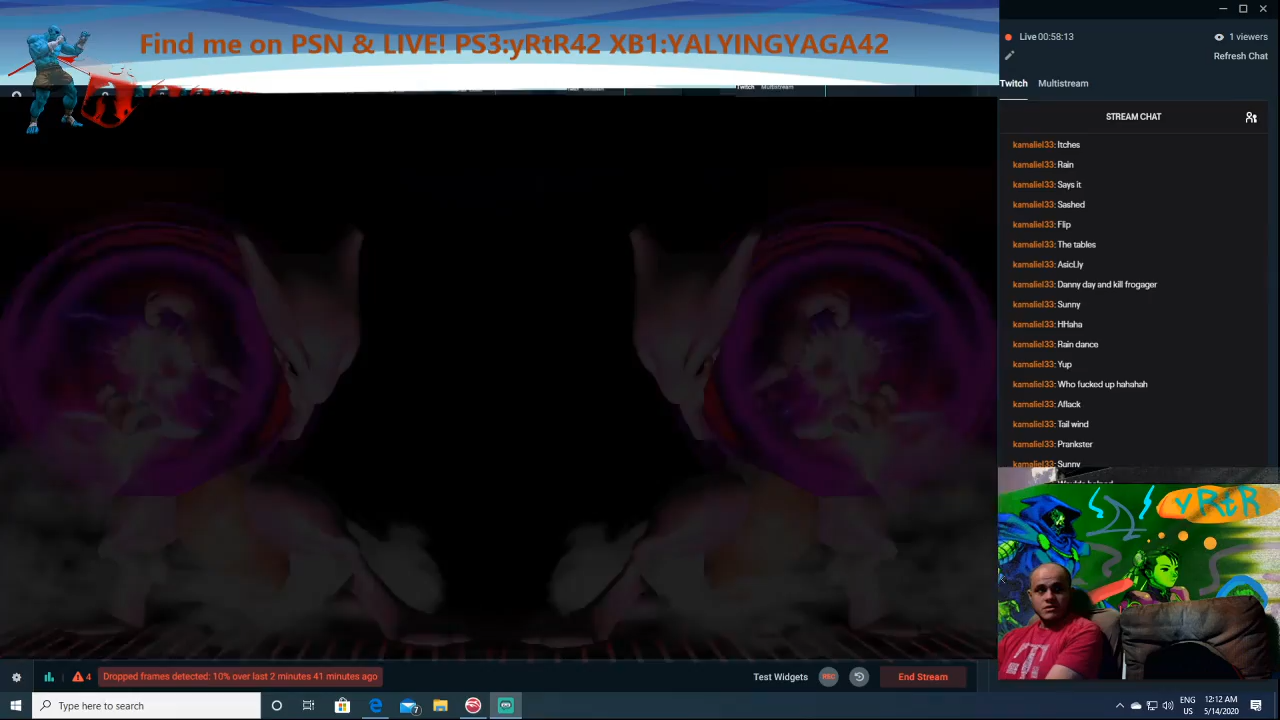 Find me on PSN & LIVE! PS3:yRtR42 XB1:YALYINGYAGA42
Twitch Multistream
Live 00:58:13
1 viewers
Refresh Chat
Twitch Multistream
STREAM CHAT
kamaliel33: Itches
kamaliel33: Rain
kamaliel33: Says it
kamaliel33: Sashed
kamaliel33: Flip
kamaliel33: The tables
kamaliel33: AsicLly
kamaliel33: Danny day and kill frogager
kamaliel33: Sunny
kamaliel33: HHaha
kamaliel33: Rain dance
kamaliel33: Yup
kamaliel33: Who fucked up hahahah
kamaliel33: Aflack
kamaliel33: Tail wind
kamaliel33: Prankster
kamaliel33: Sunny
yRtR
4 Dropped frames detected: 10% over last 2 minutes 41 minutes ago
Test Widgets
REC
End Stream
Type here to search
7
ENG
US
12:12 AM
5/14/2020